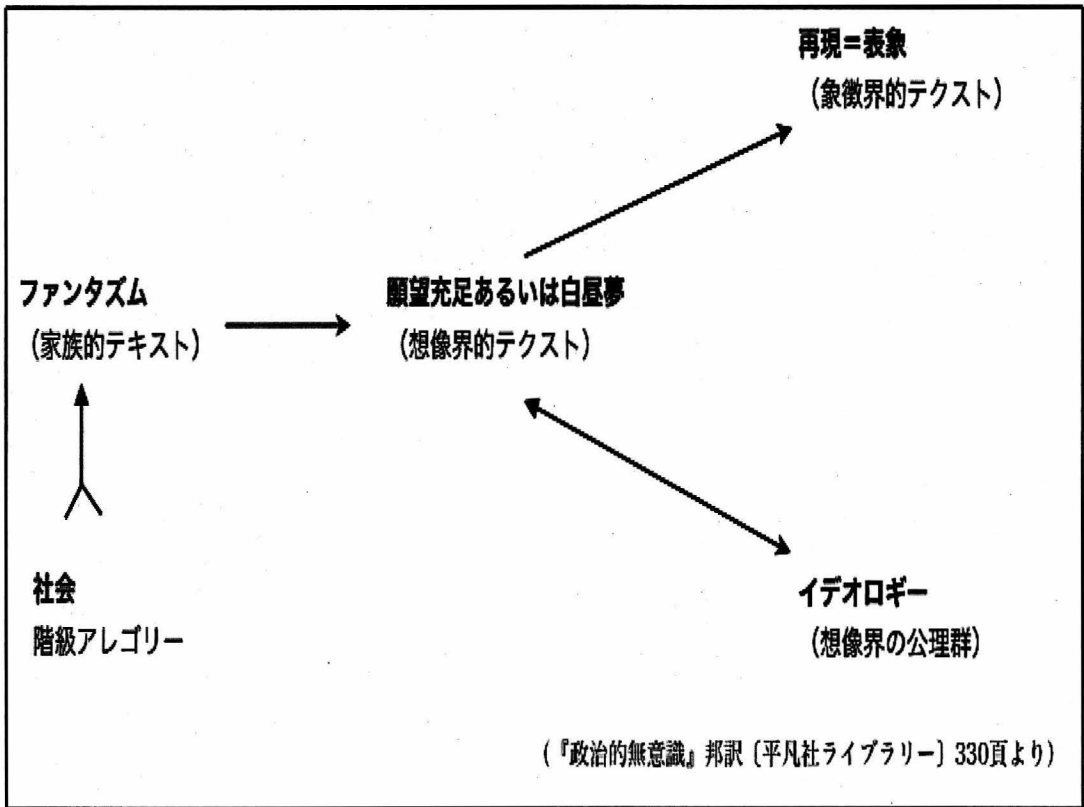 再現＝表象
（象徴界的テクスト）
ファンタズム
（家族的テキスト）
願望充足あるいは白昼夢
（想像界的テクスト）
社会
階級アレゴリー
イデオロギー
（想像界の公理群）
（『政治的無意識』邦訳〔平凡社ライブラリー〕330頁より）